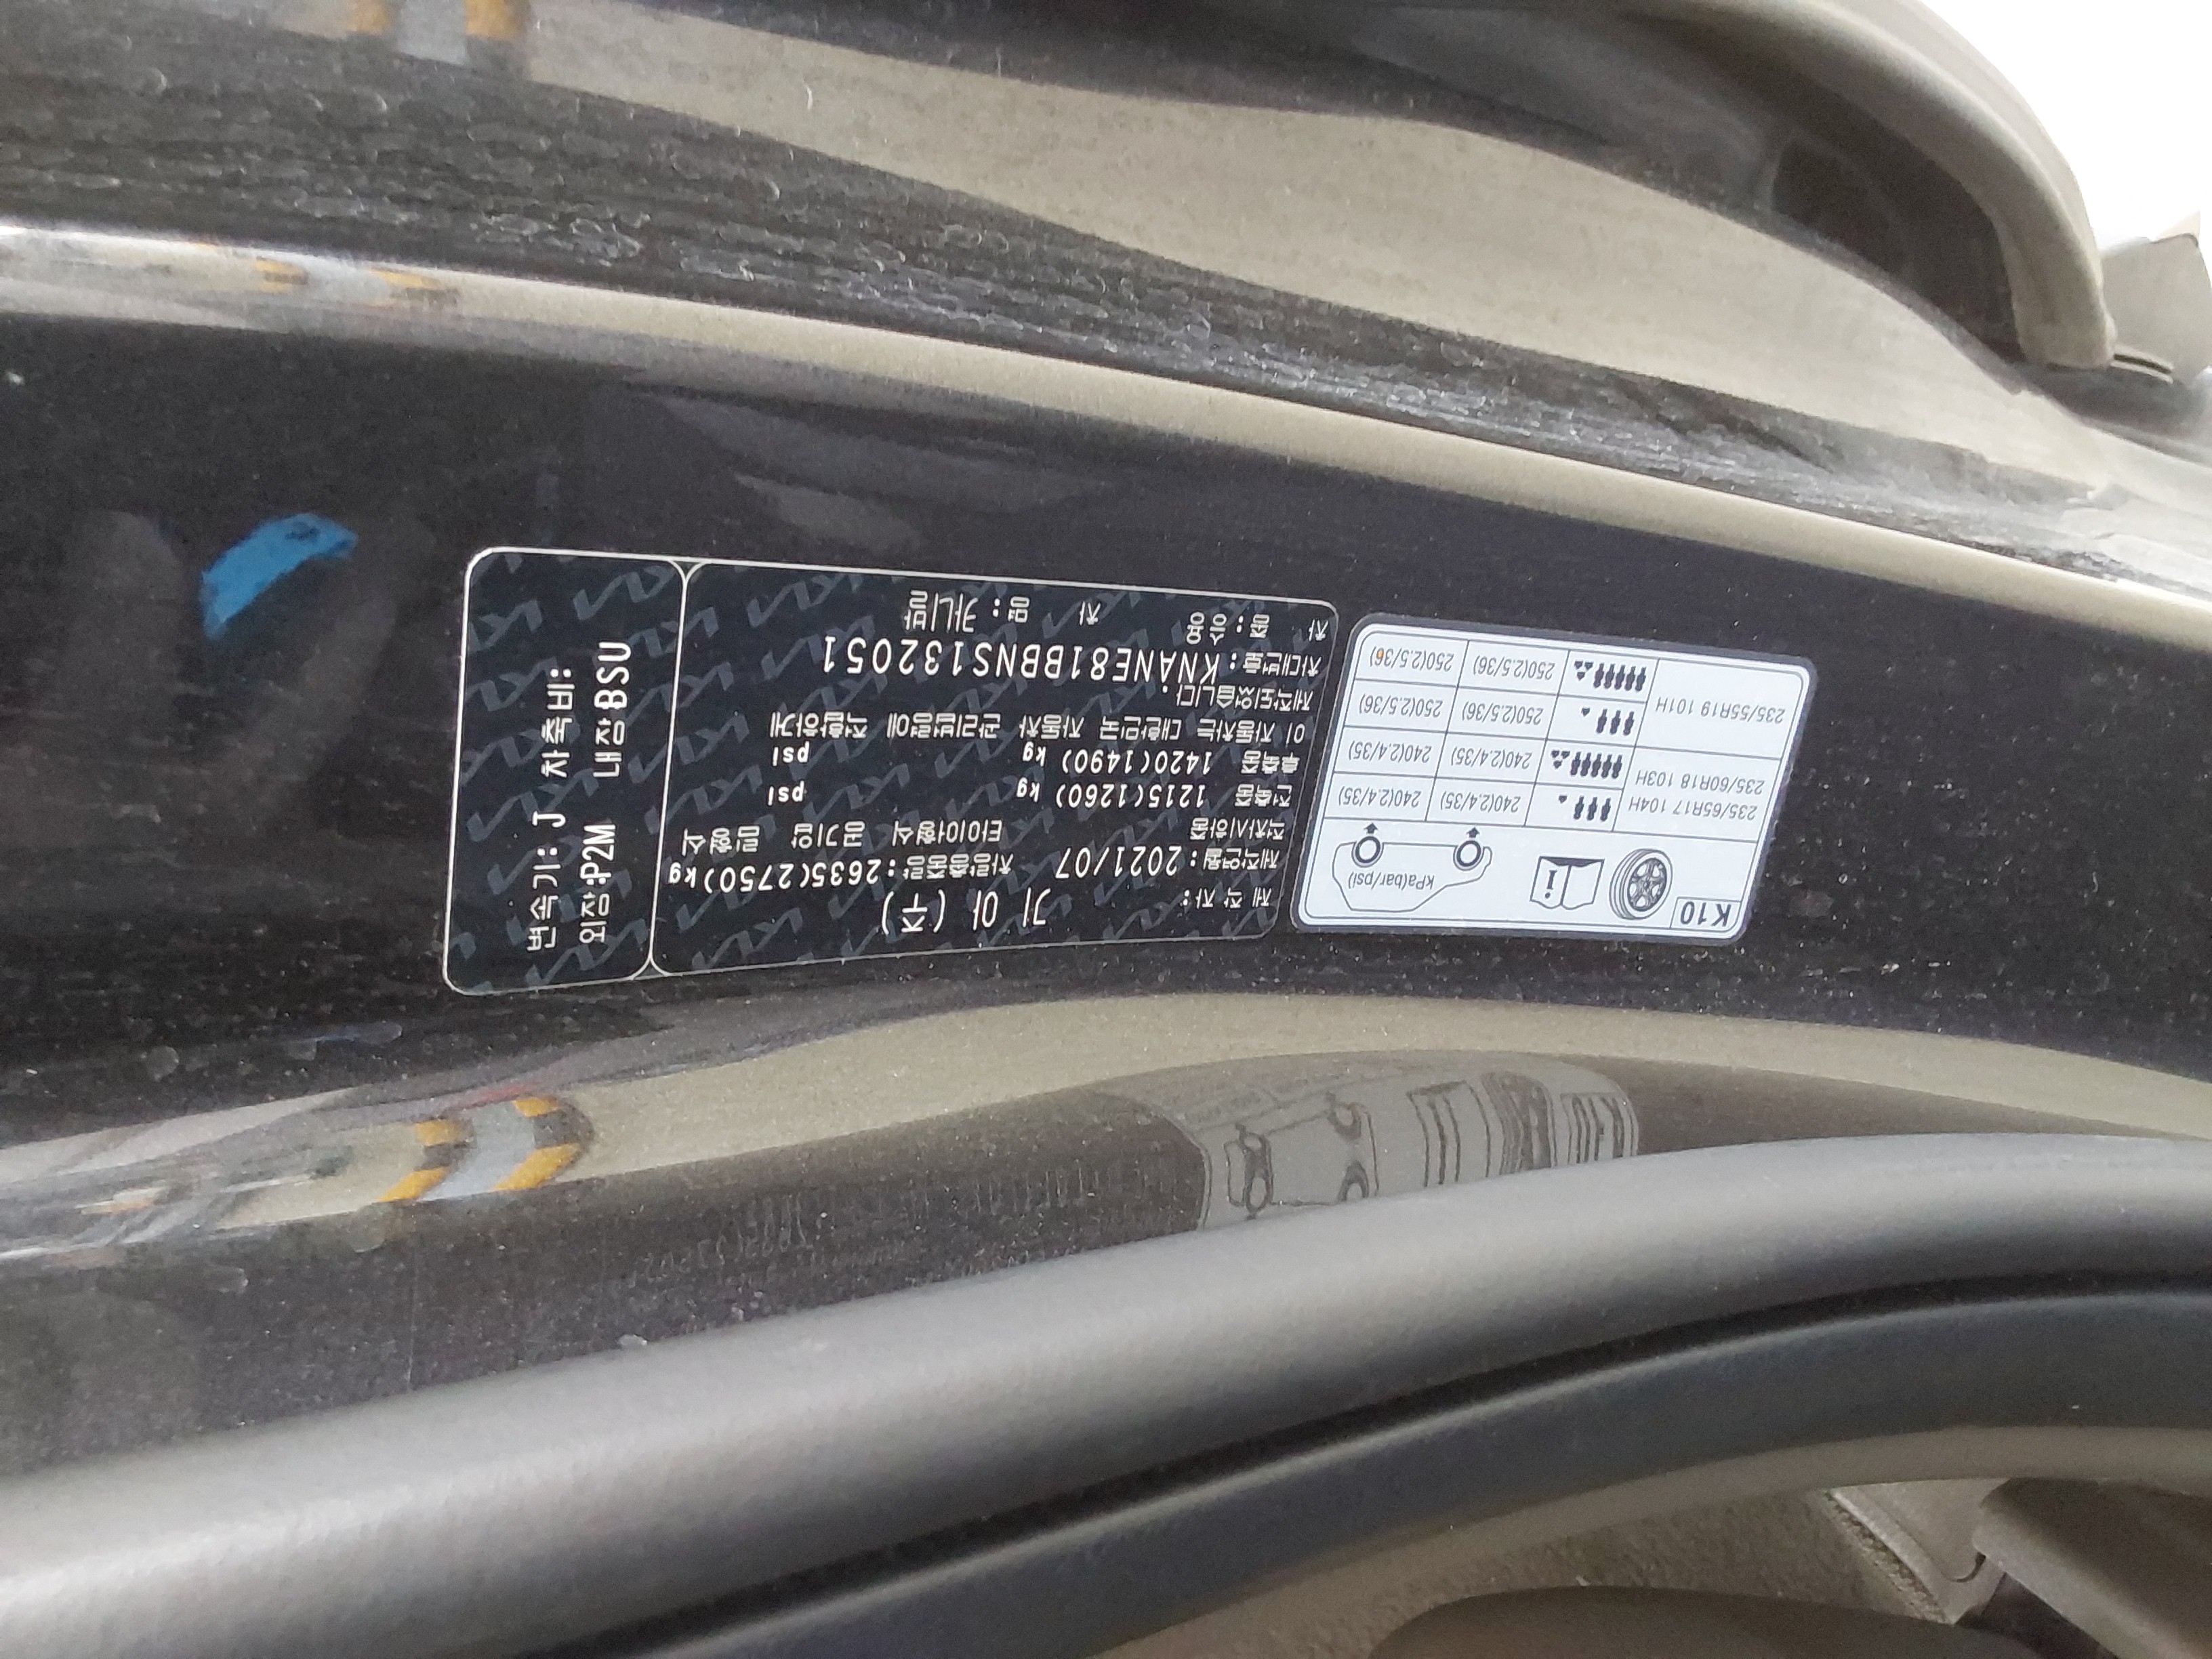 제 작 자: 기 아 (주)
제작연월: 2021/07 차량총중량: 2635(2750)kg
적차시하중 타이어형식 공기압 림형식
전축중 1215(1260) kg psi
후축중 1420(1490) kg psi
이 자동차는 대한민국 자동차 관리법령에 적합하게
제작되었습니다.
차대번호: KNANE81BBNS132051
차 종: 승용 차 명: 카니발
변속기: J 차축비:
외장:P2M 내장:BSU
K10
kPa(bar/psi)
235/65R17 104H 240(2.4/35) 240(2.4/35)
235/60R18 103H 240(2.4/35) 240(2.4/35)
235/55R19 101H 250(2.5/36) 250(2.5/36)
250(2.5/36) 250(2.5/36)